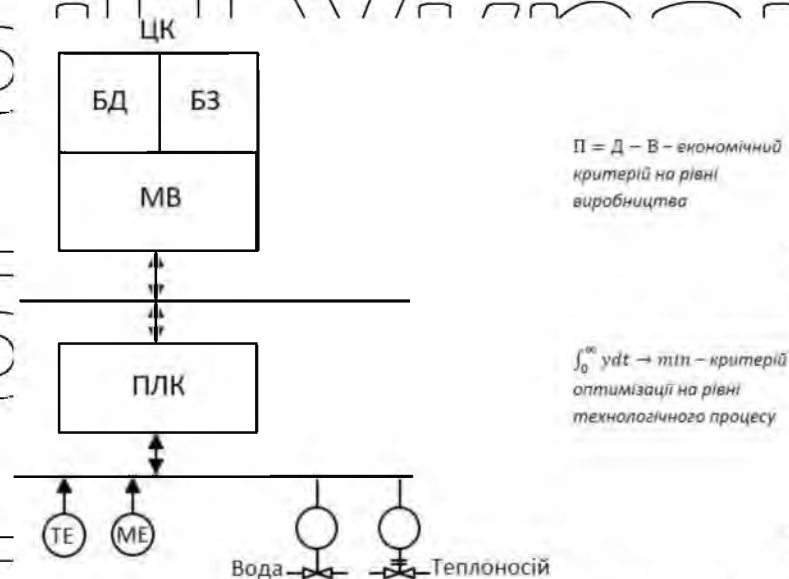 ЦК
БД БЗ
МВ
П = Д − В – економічний
критерій на рівні
виробництва
ПЛК
∫₀^∞ ydt → min – критерій
оптимізації на рівні
технологічного процесу
TE ME
Вода Теплоносій